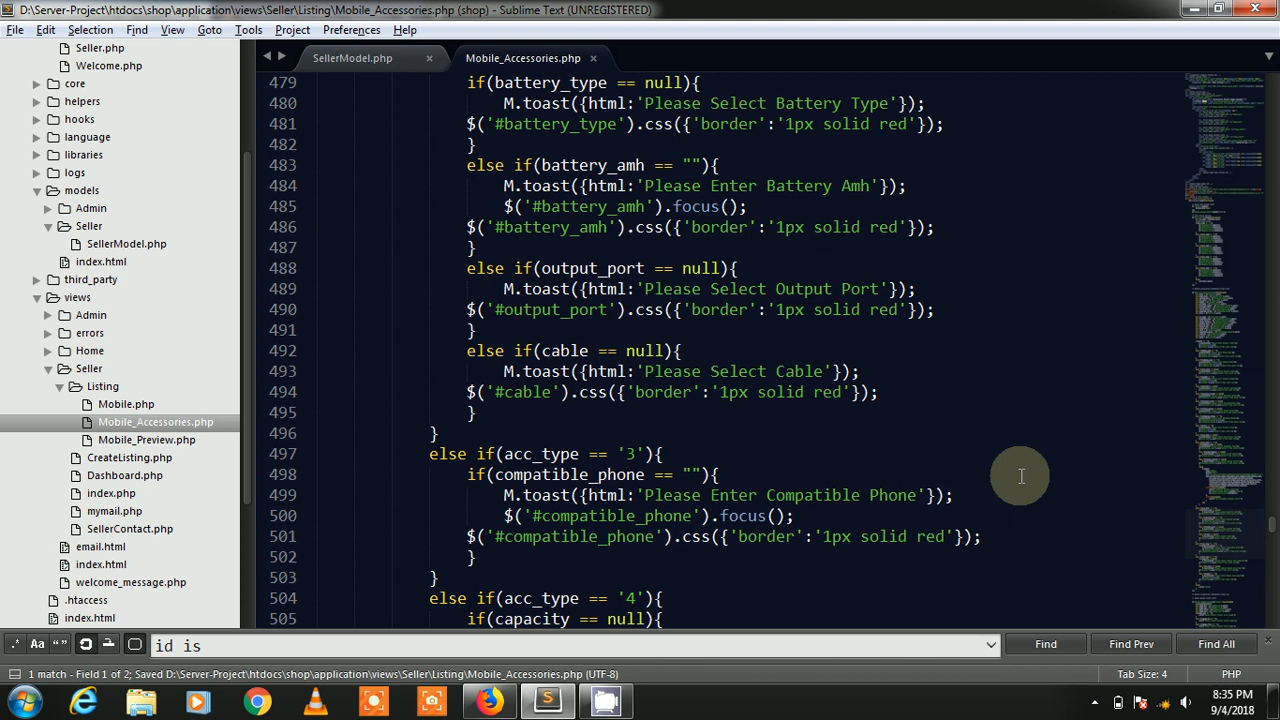 D:\Server-Project\htdocs\shop\application\views\Seller\Listing\Mobile_Accessories.php (shop) - Sublime Text (UNREGISTERED)
File Edit Selection Find View Goto Tools Project Preferences Help
Seller.php
Welcome.php
core
helpers
hooks
language
libraries
logs
models
Admin
Seller
SellerModel.php
index.html
third_party
views
Admin
errors
Home
Seller
Listing
Mobile.php
Mobile_Accessories.php
Mobile_Preview.php
CreateListing.php
Dashboard.php
index.php
mymail.php
SellerContact.php
email.html
index.html
welcome_message.php
.htaccess
index.html
SellerModel.php × Mobile_Accessories.php ×
479 if(battery_type == null){
480 M.toast({html:'Please Select Battery Type'});
481 $('#battery_type').css({'border':'1px solid red'});
482 }
483 else if(battery_amh == ""){
484 M.toast({html:'Please Enter Battery Amh'});
485 $('#battery_amh').focus();
486 $('#battery_amh').css({'border':'1px solid red'});
487 }
488 else if(output_port == null){
489 M.toast({html:'Please Select Output Port'});
490 $('#output_port').css({'border':'1px solid red'});
491 }
492 else if(cable == null){
493 M.toast({html:'Please Select Cable'});
494 $('#cable').css({'border':'1px solid red'});
495 }
496 }
497 else if(acc_type == '3'){
498 if(compatible_phone == ""){
499 M.toast({html:'Please Enter Compatible Phone'});
500 $('#compatible_phone').focus();
501 $('#compatible_phone').css({'border':'1px solid red'});
502 }
503 }
504 else if(acc_type == '4'){
505 if(capacity == null){
.* Aa “ ” id is Find Find Prev Find All
1 match - Field 1 of 2; Saved D:\Server-Project\htdocs\shop\application\views\Seller\Listing\Mobile_Accessories.php (UTF-8) Tab Size: 4 PHP
8:35 PM
9/4/2018